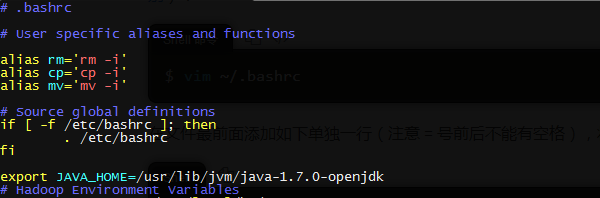 # .bashrc
# User specific aliases and functions
$ vim ~/.bashrc
alias rm='rm -i'
alias cp='cp -i'
alias mv='mv -i'
# Source global definitions
if [ -f /etc/bashrc ]; then
. /etc/bashrc
面添加如下单独一行（注意 = 号前后不能有空格），
fi
export JAVA_HOME=/usr/lib/jvm/java-1.7.0-openjdk
# Hadoop Environment Variables